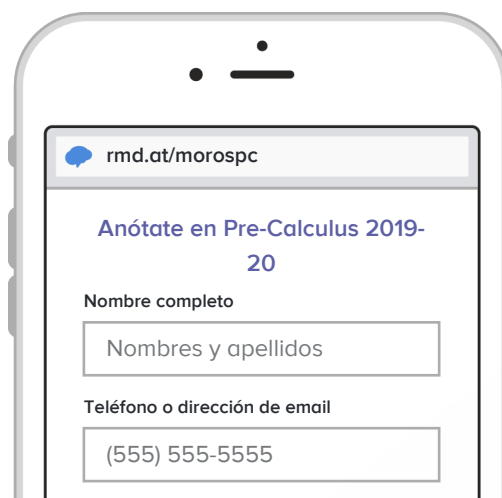 rmd.at/morospc
Anótate en Pre-Calculus 2019-
20
Nombre completo
Nombres y apellidos
Teléfono o dirección de email
(555) 555-5555